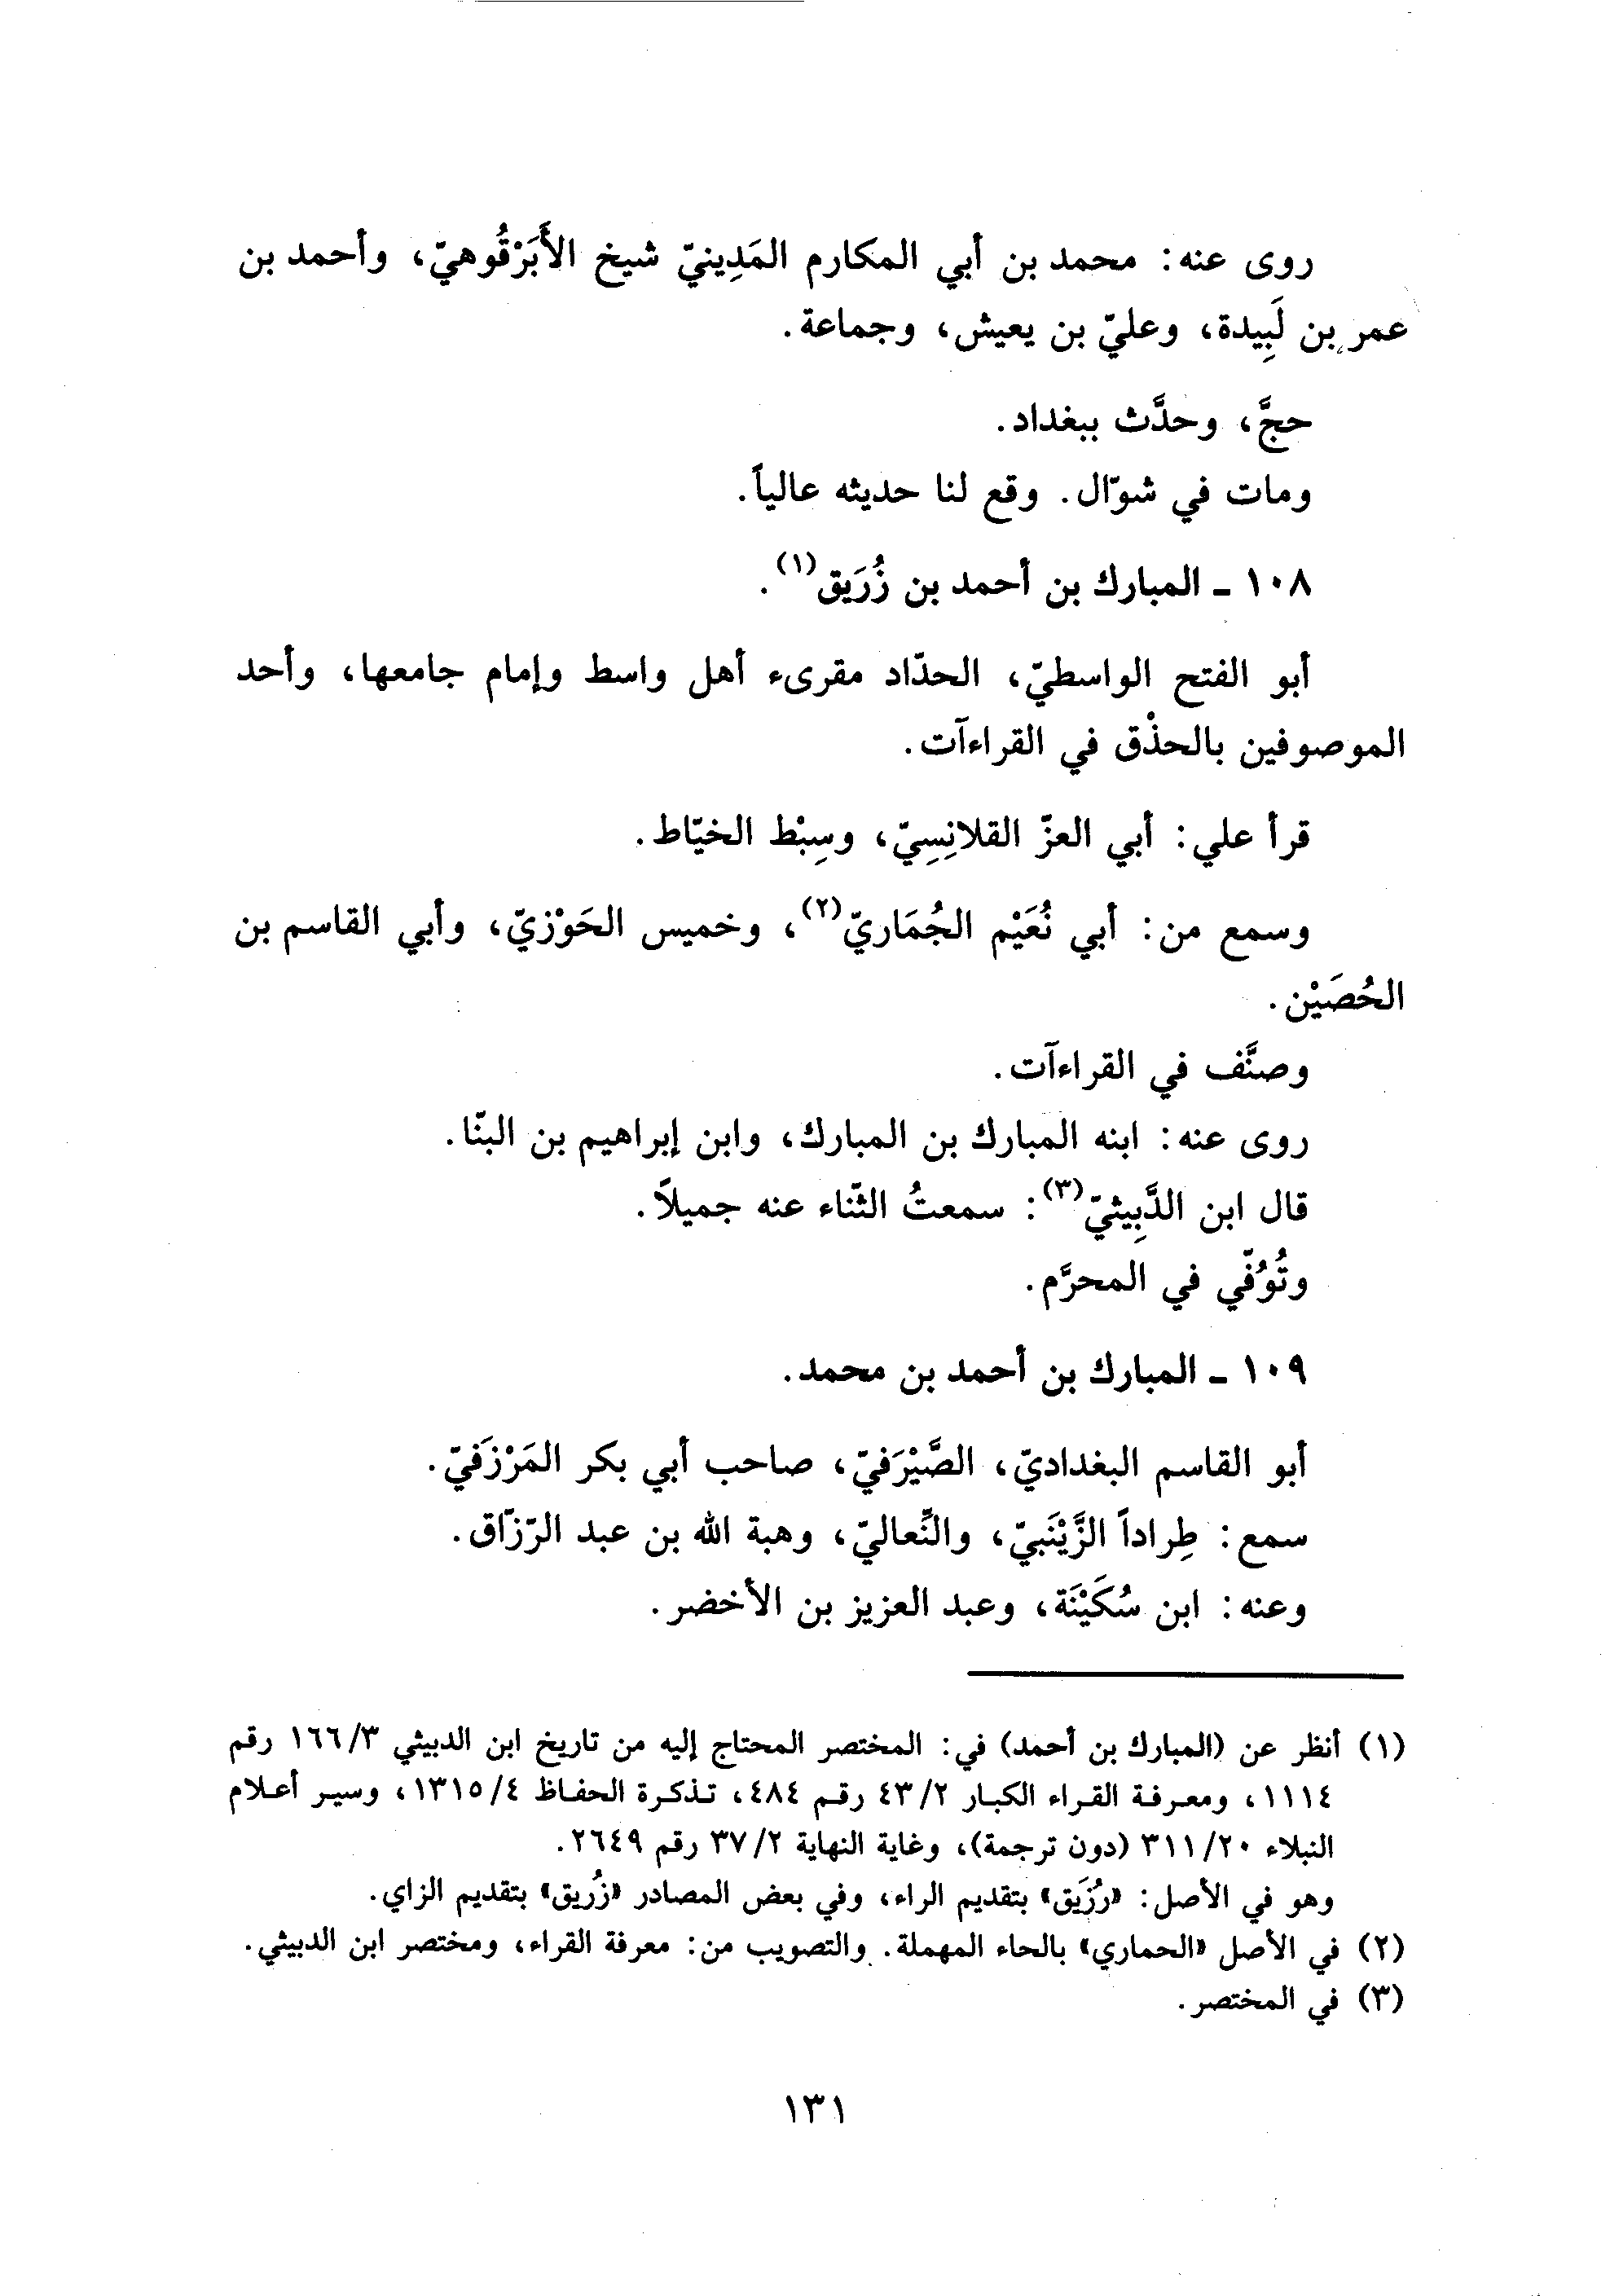 روى عنه: محمد بن أبي المكارم المَدِينيّ شيخ الأَبَرْقُوهيّ، وأحمد بن
عمر بن لَبِيدة، وعليّ بن يعيش، وجماعة.
حجَّ، وحدَّث ببغداد.
ومات في شوّال. وقع لنا حديثه عالياً.
١٠٨ ـ المبارك بن أحمد بن زُرَيق(١).
أبو الفتح الواسطيّ، الحدّاد مقرىء أهل واسط وإمام جامعها، وأحد
الموصوفين بالحذْق في القراءآت.
قرأ علي: أبي العزّ القلانِسِيّ، وسِبْط الخيّاط.
وسمع من: أبي نُعَيْم الجُمَاريّ(٢)، وخميس الحَوْزيّ، وأبي القاسم بن
الحُصَيْن.
وصنَّف في القراءآت.
روى عنه: ابنه المبارك بن المبارك، وابن إبراهيم بن البنّا.
قال ابن الدَّبِيثيّ(٣): سمعتُ الثّناء عنه جميلاً.
وتُوُفّي في المحرَّم.
١٠٩ ـ المبارك بن أحمد بن محمد.
أبو القاسم البغداديّ، الصَّيْرَفيّ، صاحب أبي بكر المَرْزَفيّ.
سمع: طِراداً الزَّيْنَبيّ، والنِّعاليّ، وهبة الله بن عبد الرّزّاق.
وعنه: ابن سُكَيْنَة، وعبد العزيز بن الأخضر.
(١) أنظر عن (المبارك بن أحمد) في: المختصر المحتاج إليه من تاريخ ابن الدبيثي ١٦٦/٣ رقم
١١١٤، ومعرفة القراء الكبار ٤٣/٢ رقم ٤٨٤، تذكرة الحفاظ ١٣١٥/٤، وسير أعلام
النبلاء ٣١١/٢٠ (دون ترجمة)، وغاية النهاية ٣٧/٢ رقم ٢٦٤٩.
وهو في الأصل: «رُزَيق» بتقديم الراء، وفي بعض المصادر «زُريق» بتقديم الزاي.
(٢) في الأصل «الحماري» بالحاء المهملة. والتصويب من: معرفة القراء، ومختصر ابن الدبيثي.
(٣) في المختصر.
١٣١